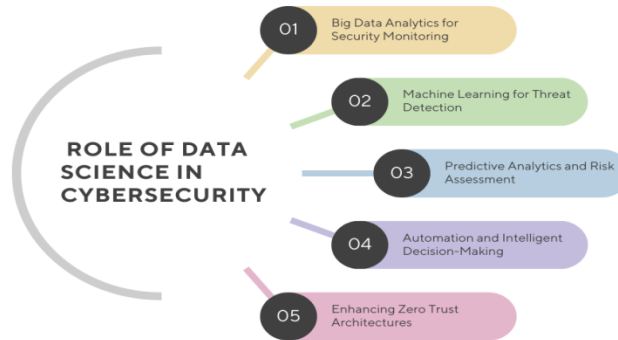 ROLE OF DATA
SCIENCE IN
CYBERSECURITY
01
Big Data Analytics for
Security Monitoring
02
Machine Learning for Threat
Detection
03
Predictive Analytics and Risk
Assessment
04
Automation and Intelligent
Decision-Making
05
Enhancing Zero Trust
Architectures